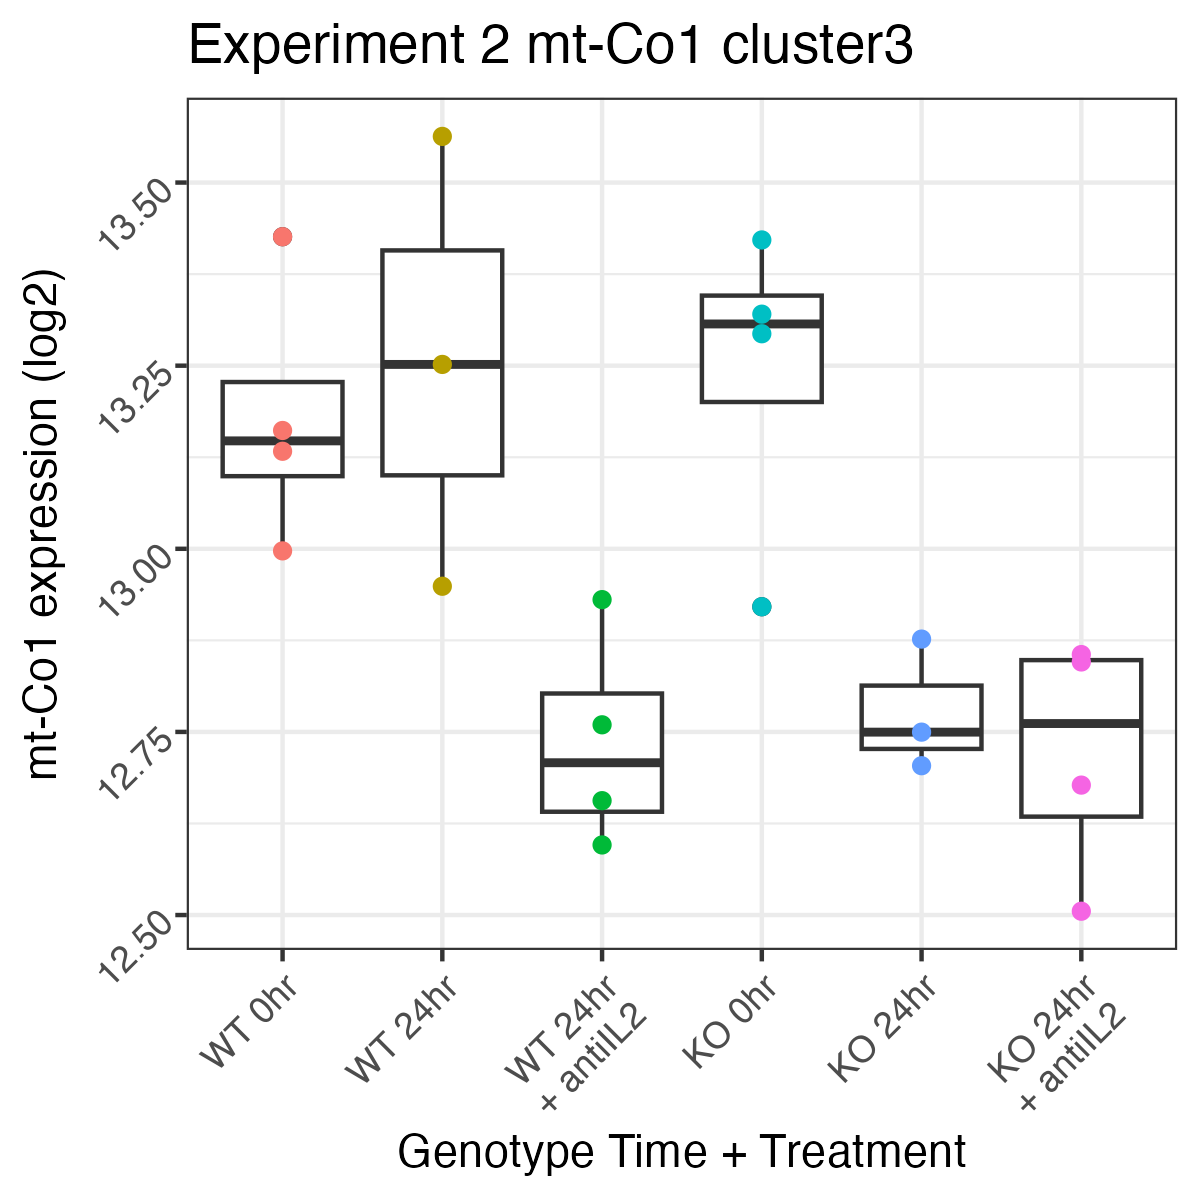 Experiment 2 mt-Co1 cluster3
mt-Co1 expression (log2)
13.50
13.25
13.00
12.75
12.50
WT 0hr
WT 24hr
WT 24hr
+ antiIL2
KO 0hr
KO 24hr
KO 24hr
+ antiIL2
Genotype Time + Treatment